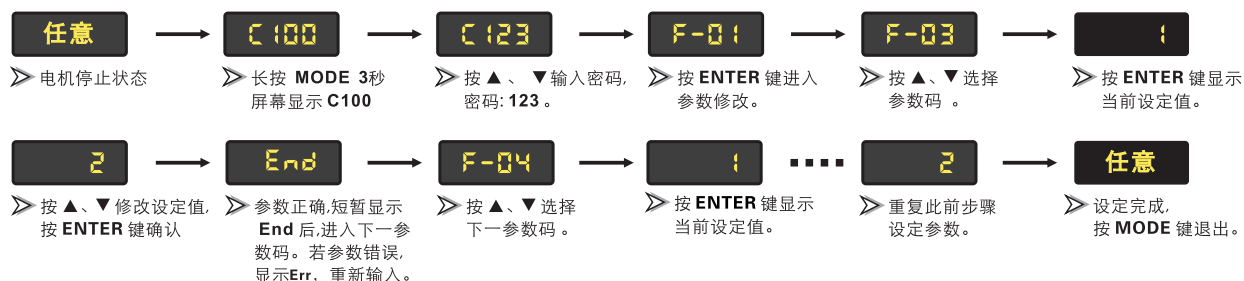 任意
C100
C123
F-01
F-03
1
电机停止状态
长按 MODE 3秒
屏幕显示 C100
按 ▲ 、 ▼输入密码,
密码: 123 。
按 ENTER 键进入
参数修改。
按 ▲、▼ 选择
参数码 。
按 ENTER 键显示
当前设定值。
2
End
F-04
1
2
任意
按 ▲、▼ 修改设定值,
按 ENTER 键确认
参数正确,短暂显示
End 后,进入下一参
数码。若参数错误,
显示Err, 重新输入。
按 ▲、▼ 选择
下一参数码 。
按 ENTER 键显示
当前设定值。
重复此前步骤
设定参数。
设定完成,
按 MODE 键退出。